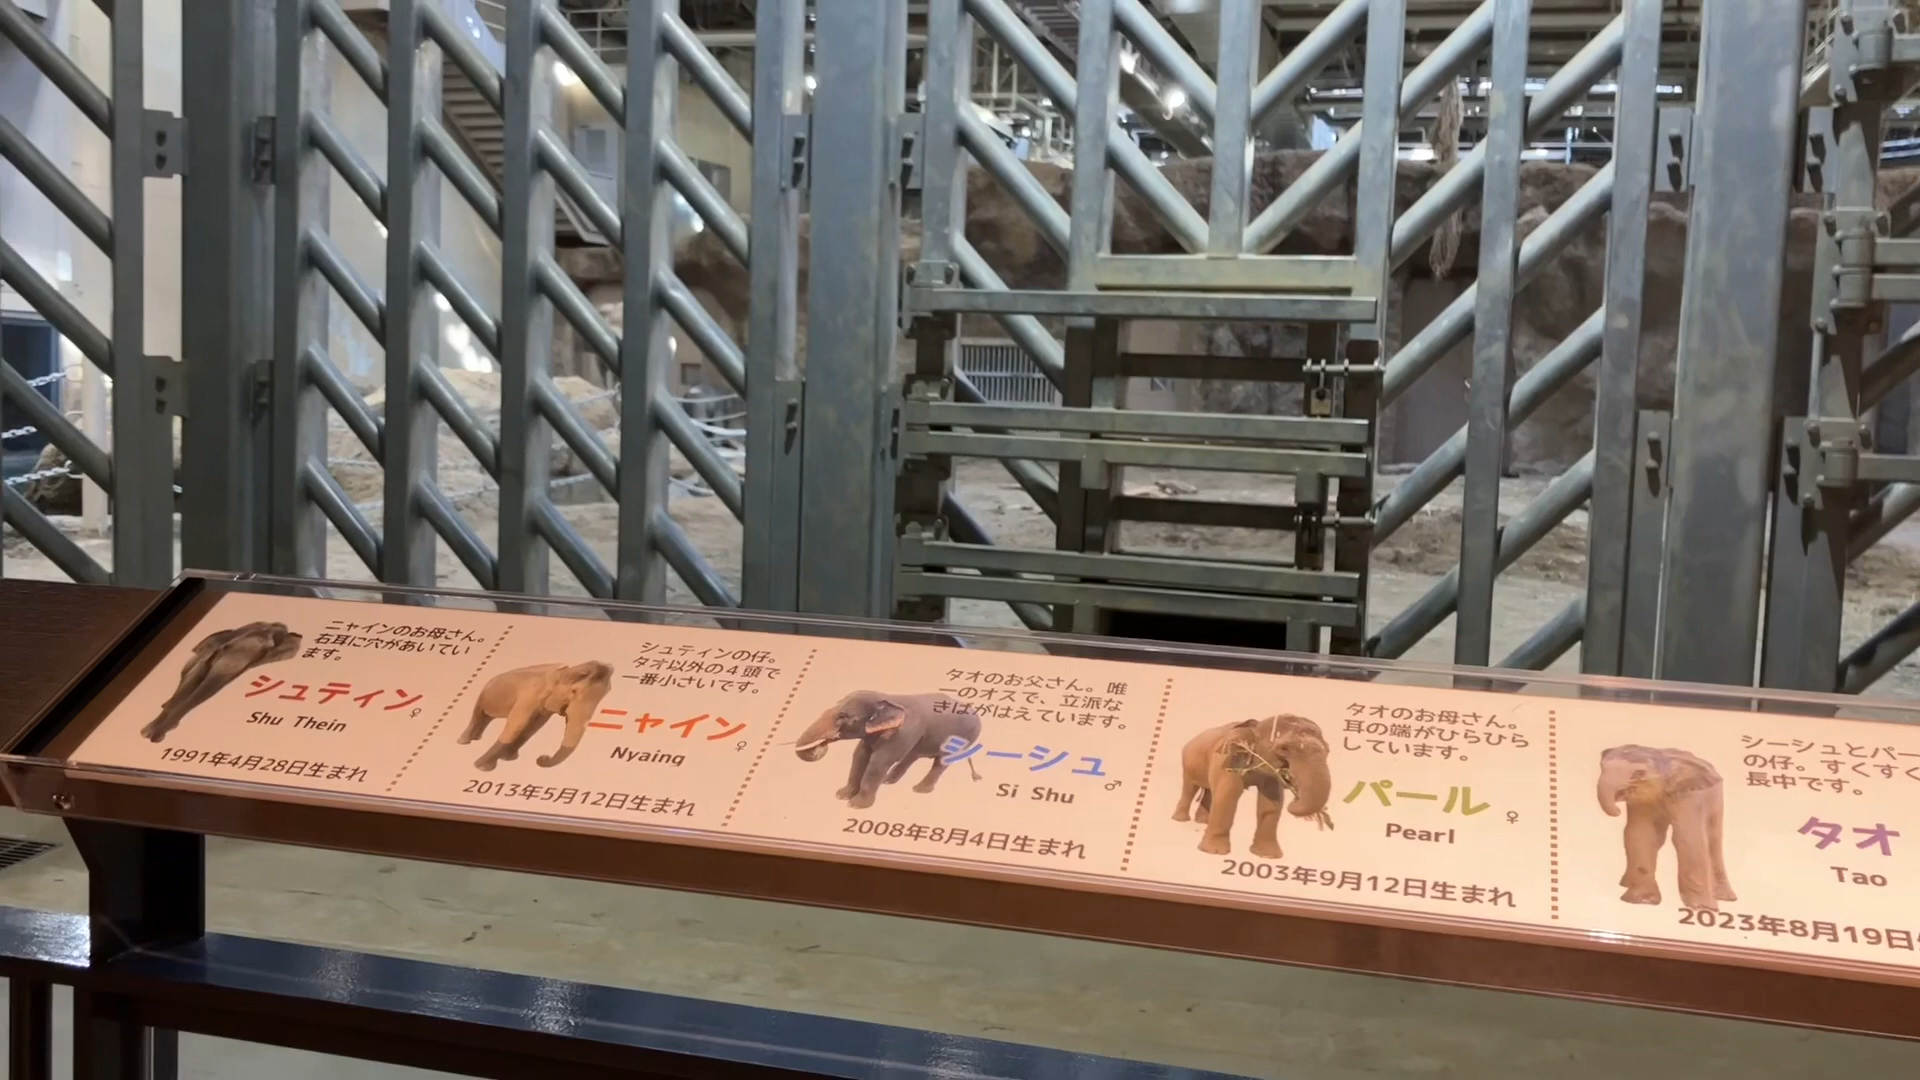 ニャインのお母さん。
右耳に穴があいてい
ます。
シュティン♀
Shu Thein
1991年4月28日生まれ
シュティンの仔。
タオ以外の4頭で
一番小さいです。
ニャイン♀
Nyaing
2013年5月12日生まれ
タオのお父さん。唯
一のオスで、立派な
きばがはえています。
シーシュ♂
Si Shu
2008年8月4日生まれ
タオのお母さん。
耳の端がひらひら
しています。
パール♀
Pearl
2003年9月12日生まれ
シーシュとパー
の仔。すくすく
長中です。
タオ
Tao
2023年8月19日